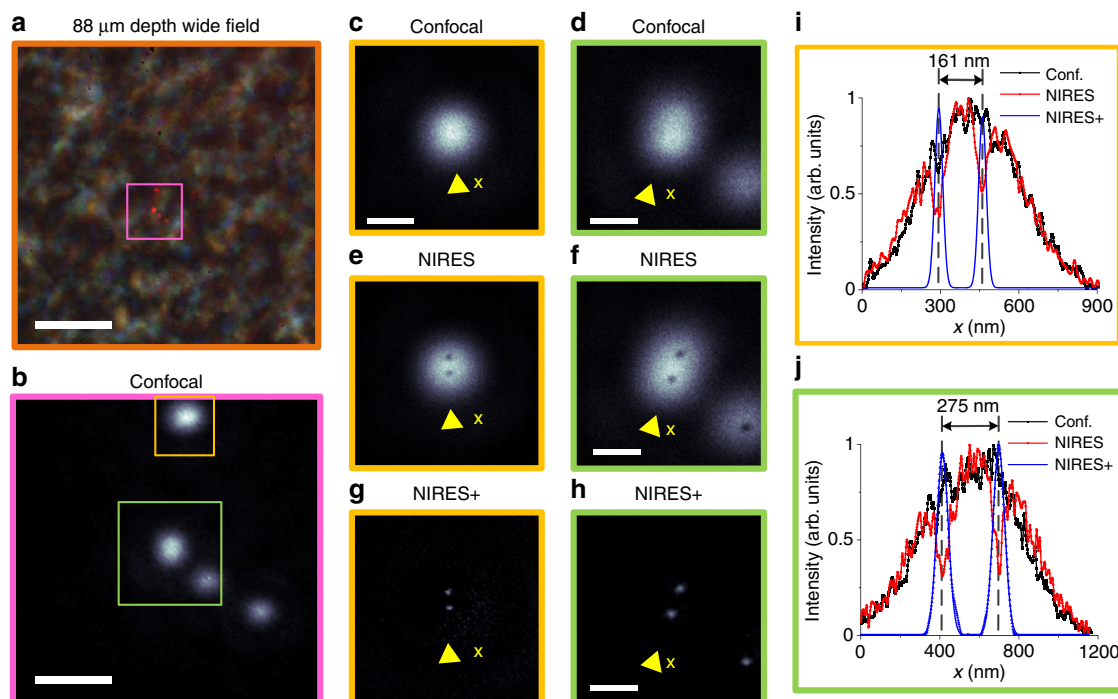 a
88 μm depth wide field
b
Confocal
c
Confocal
x
d
Confocal
x
e
NIRES
x
f
NIRES
x
g
NIRES+
x
h
NIRES+
x
i
161 nm
Conf.
NIRES
NIRES+
Intensity (arb. units)
1
0.5
0
0 300 600 900
x (nm)
j
275 nm
Conf.
NIRES
NIRES+
Intensity (arb. units)
1
0.5
0
0 400 800 1200
x (nm)